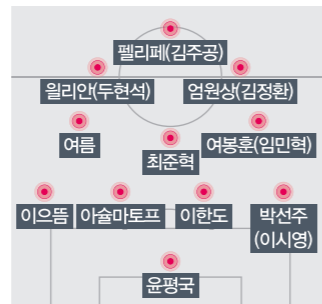 펠리페(김주공)
윌리안(두현석)
엄원상(김정환)
여름
최준혁
여봉훈(임민혁)
이으뜸
아슐마토프
이한도
박선주
(이시영)
윤평국